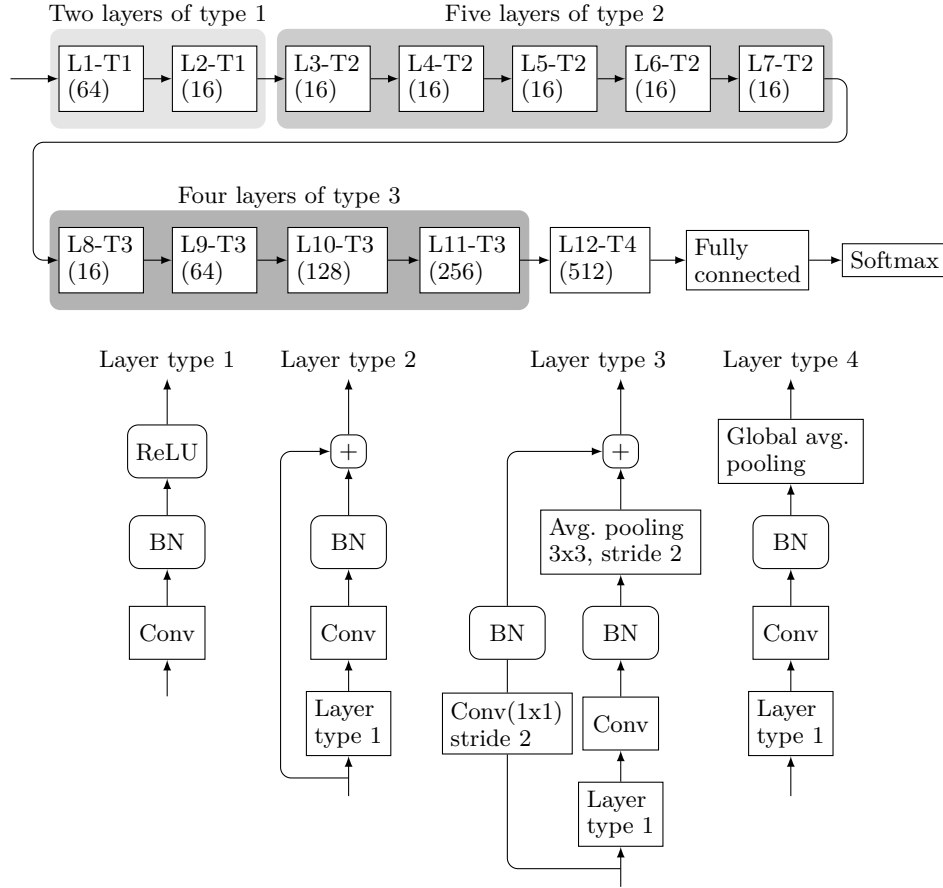 Two layers of type 1
Five layers of type 2
L1-T1
(64)
L2-T1
(16)
L3-T2
(16)
L4-T2
(16)
L5-T2
(16)
L6-T2
(16)
L7-T2
(16)
Four layers of type 3
L8-T3
(16)
L9-T3
(64)
L10-T3
(128)
L11-T3
(256)
L12-T4
(512)
Fully
connected
Softmax
Layer type 1
ReLU
BN
Conv
Layer type 2
+
BN
Conv
Layer
type 1
Layer type 3
+
Avg. pooling
3x3, stride 2
BN
BN
Conv(1x1)
stride 2
Conv
Layer
type 1
Layer type 4
Global avg.
pooling
BN
Conv
Layer
type 1